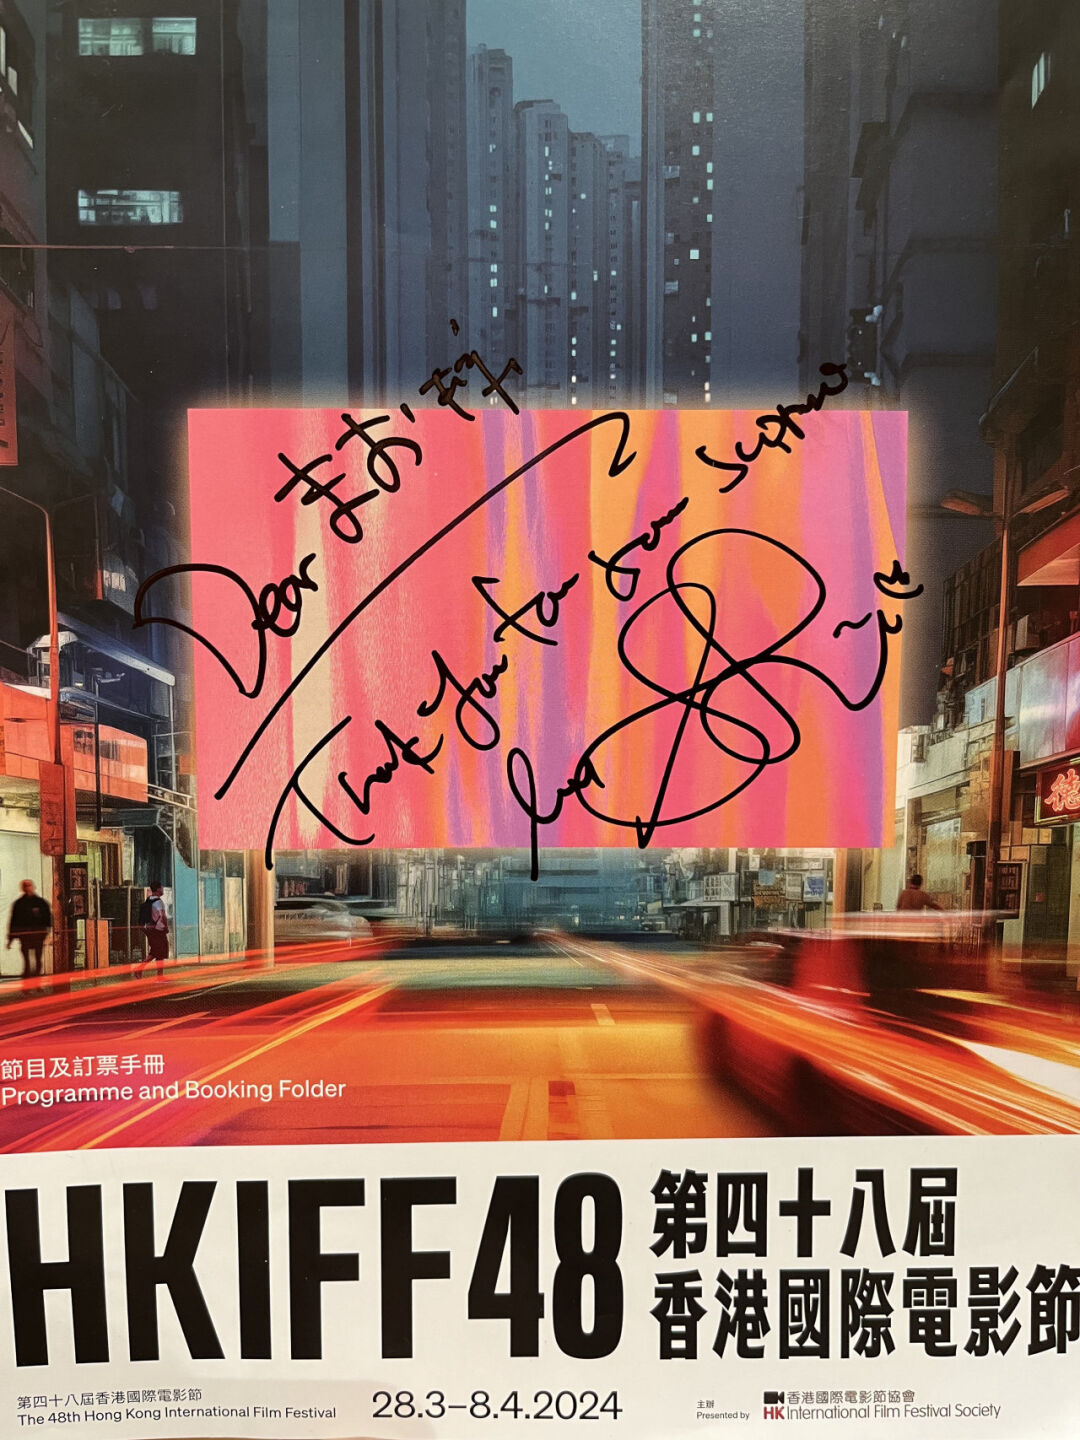 Dear
Thank you for your support
德
節目及訂票手冊
Programme and Booking Folder
HKIFF48
第四十八屆
香港國際電影節
第四十八屆香港國際電影節
The 48th Hong Kong International Film Festival
28.3–8.4.2024
主辦
Presented by
香港國際電影節協會
HK International Film Festival Society